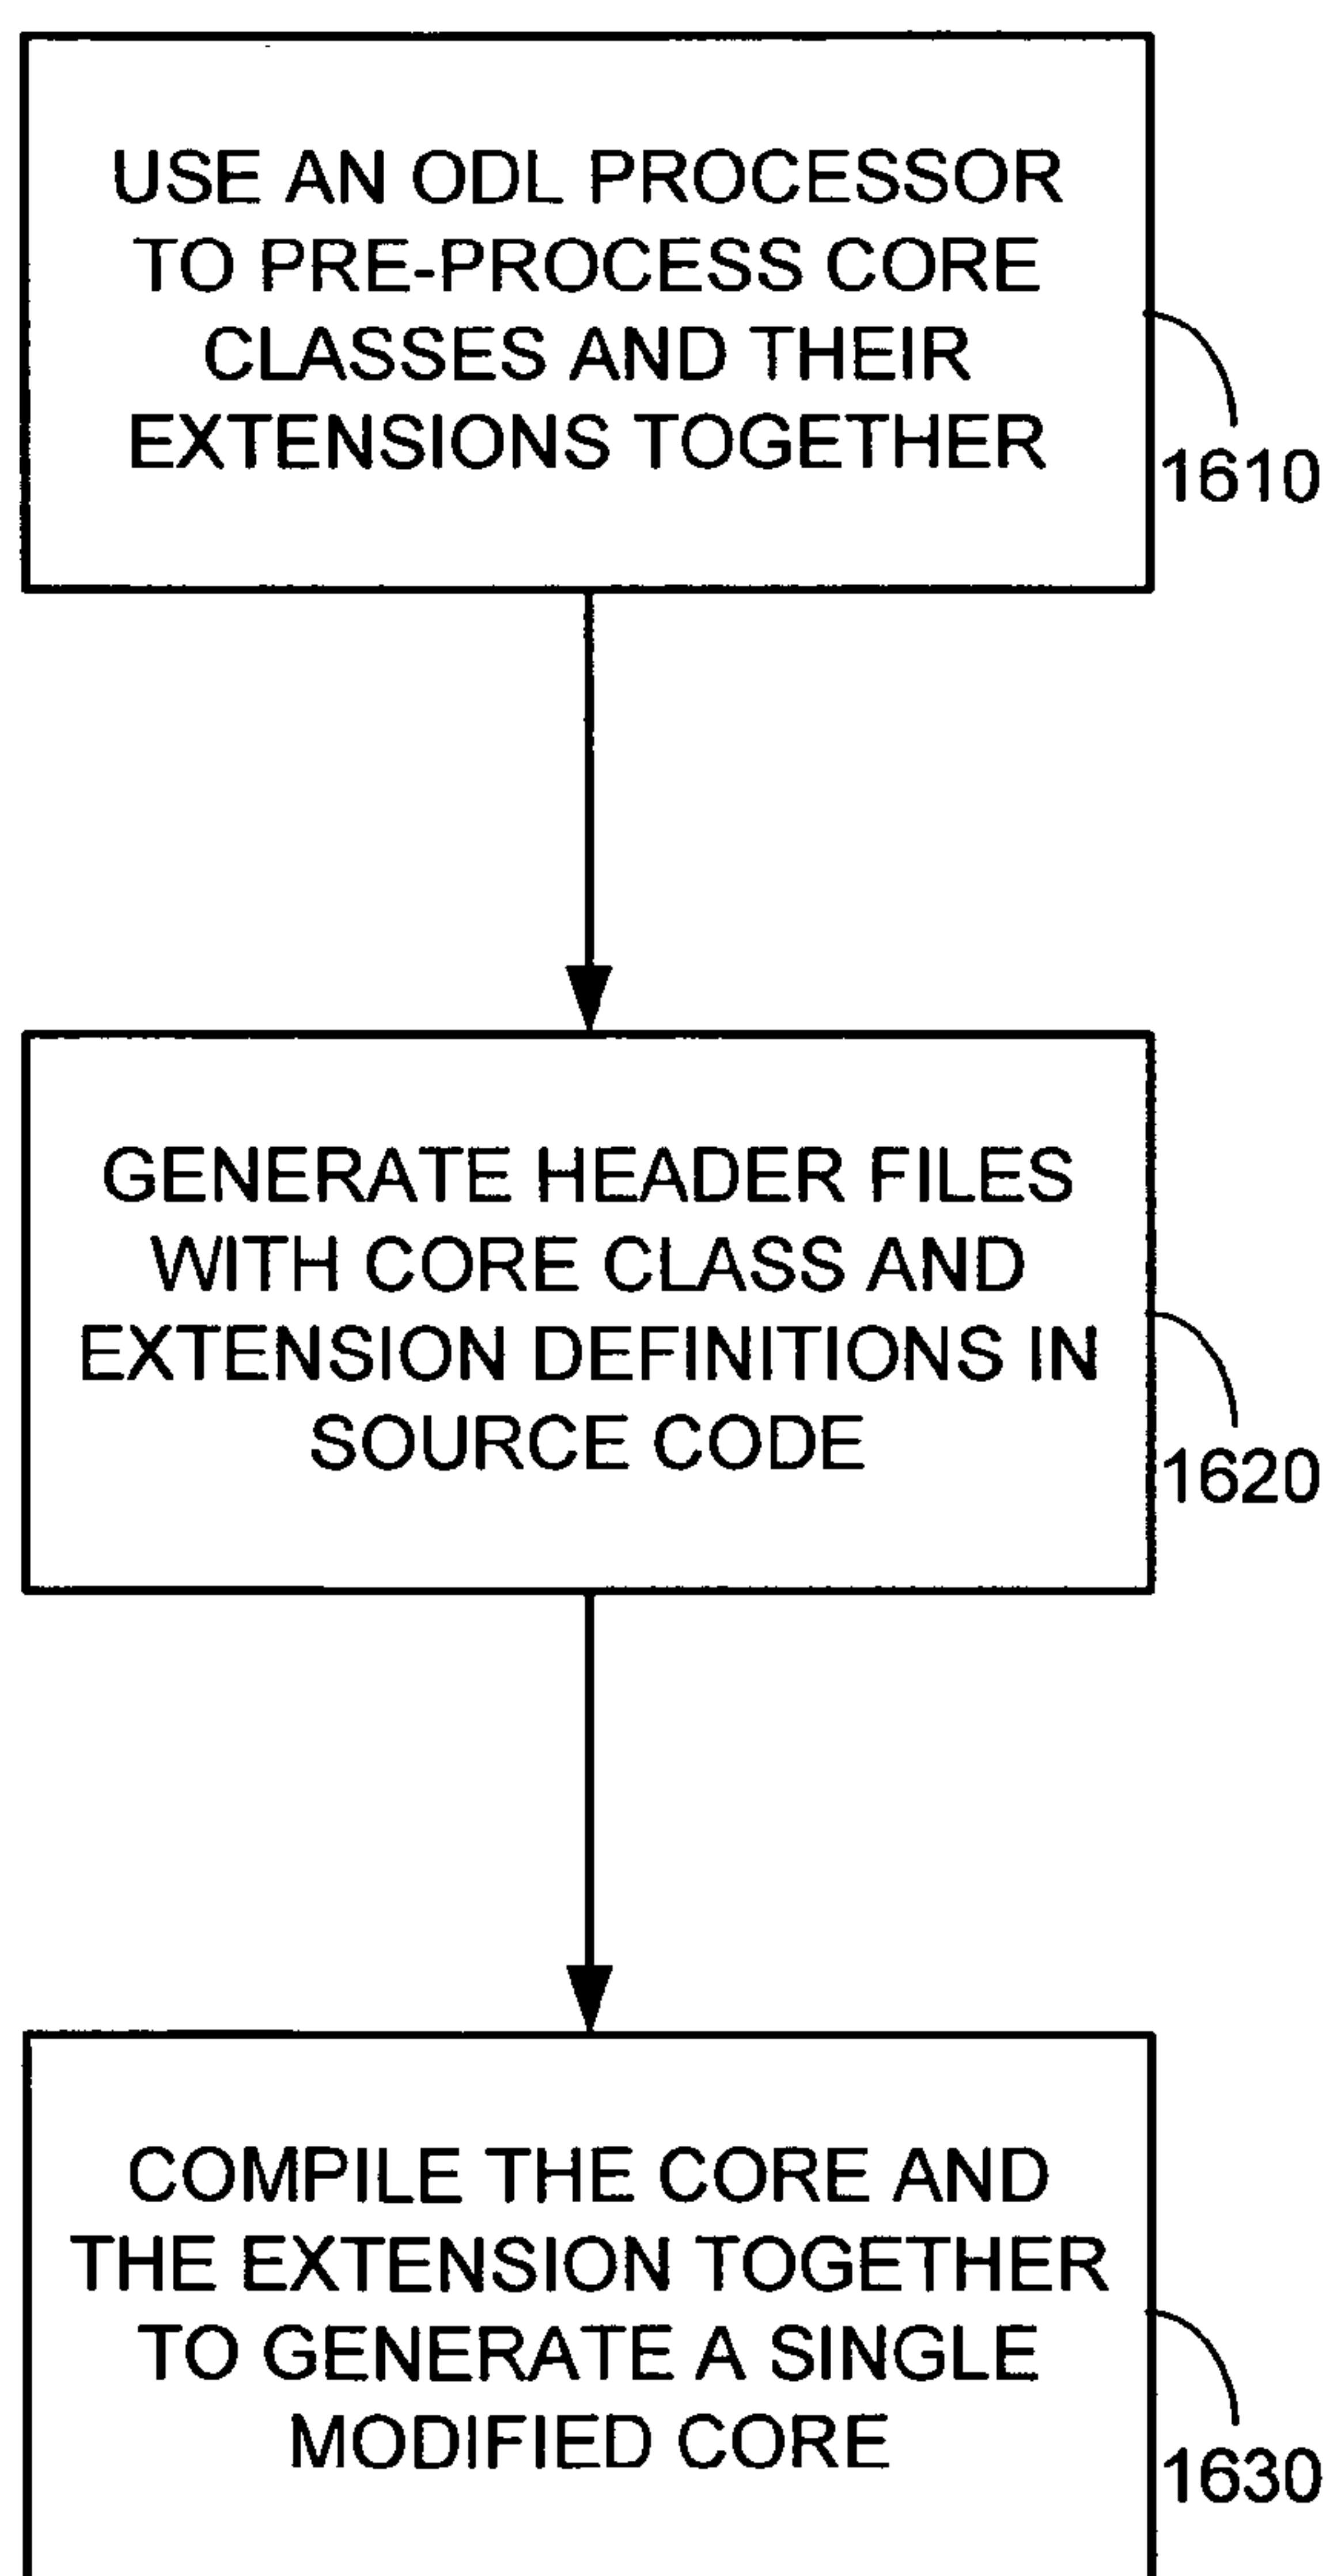 USE AN ODL PROCESSOR
TO PRE-PROCESS CORE
CLASSES AND THEIR
EXTENSIONS TOGETHER
1610
GENERATE HEADER FILES
WITH CORE CLASS AND
EXTENSION DEFINITIONS IN
SOURCE CODE
1620
COMPILE THE CORE AND
THE EXTENSION TOGETHER
TO GENERATE A SINGLE
MODIFIED CORE
1630